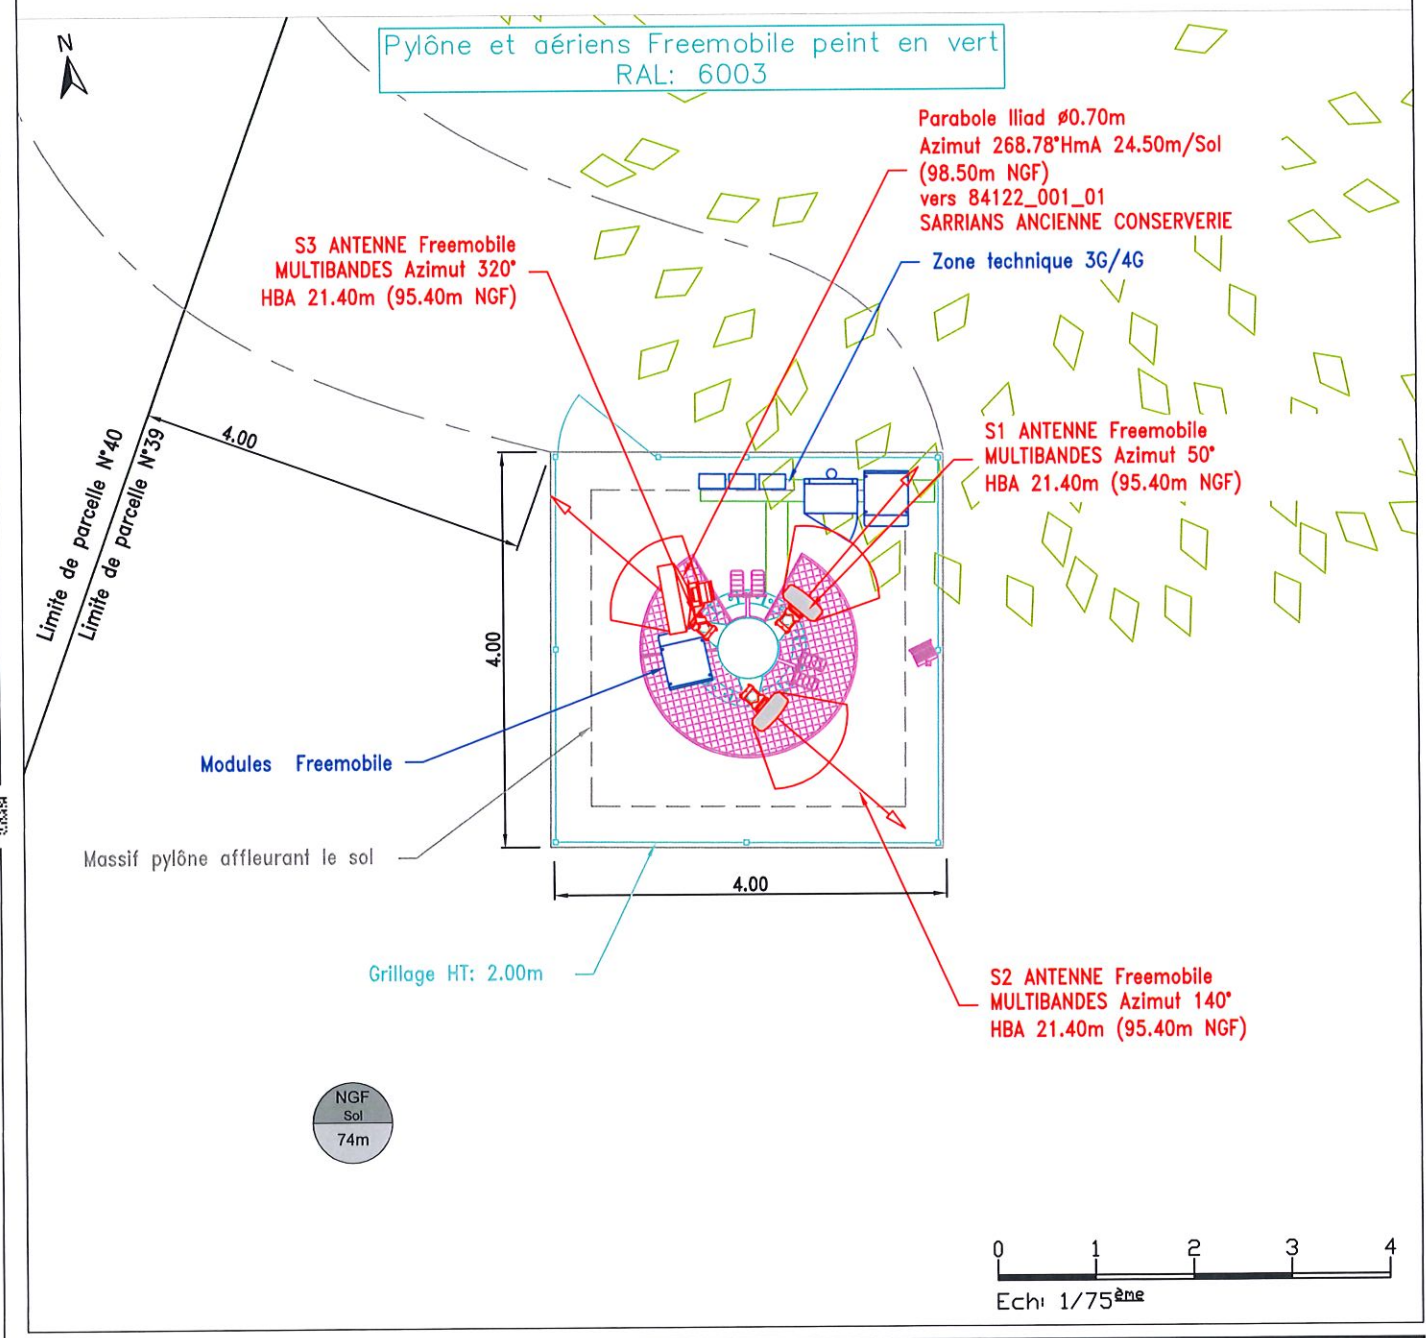 N
Pylône et aériens Freemobile peint en vert
RAL: 6003
Parabole Iliad ø0.70m
Azimut 268.78°HmA 24.50m/Sol
(98.50m NGF)
vers 84122_001_01
SARRIANS ANCIENNE CONSERVERIE
S3 ANTENNE Freemobile
MULTIBANDES Azimut 320°
HBA 21.40m (95.40m NGF)
Zone technique 3G/4G
S1 ANTENNE Freemobile
MULTIBANDES Azimut 50°
HBA 21.40m (95.40m NGF)
Limite de parcelle N°40
Limite de parcelle N°39
4.00
4.00
Modules Freemobile
Massif pylône affleurant le sol
4.00
Grillage HT: 2.00m
S2 ANTENNE Freemobile
MULTIBANDES Azimut 140°
HBA 21.40m (95.40m NGF)
NGF
Sol
74m
0 1 2 3 4
Ech: 1/75ème